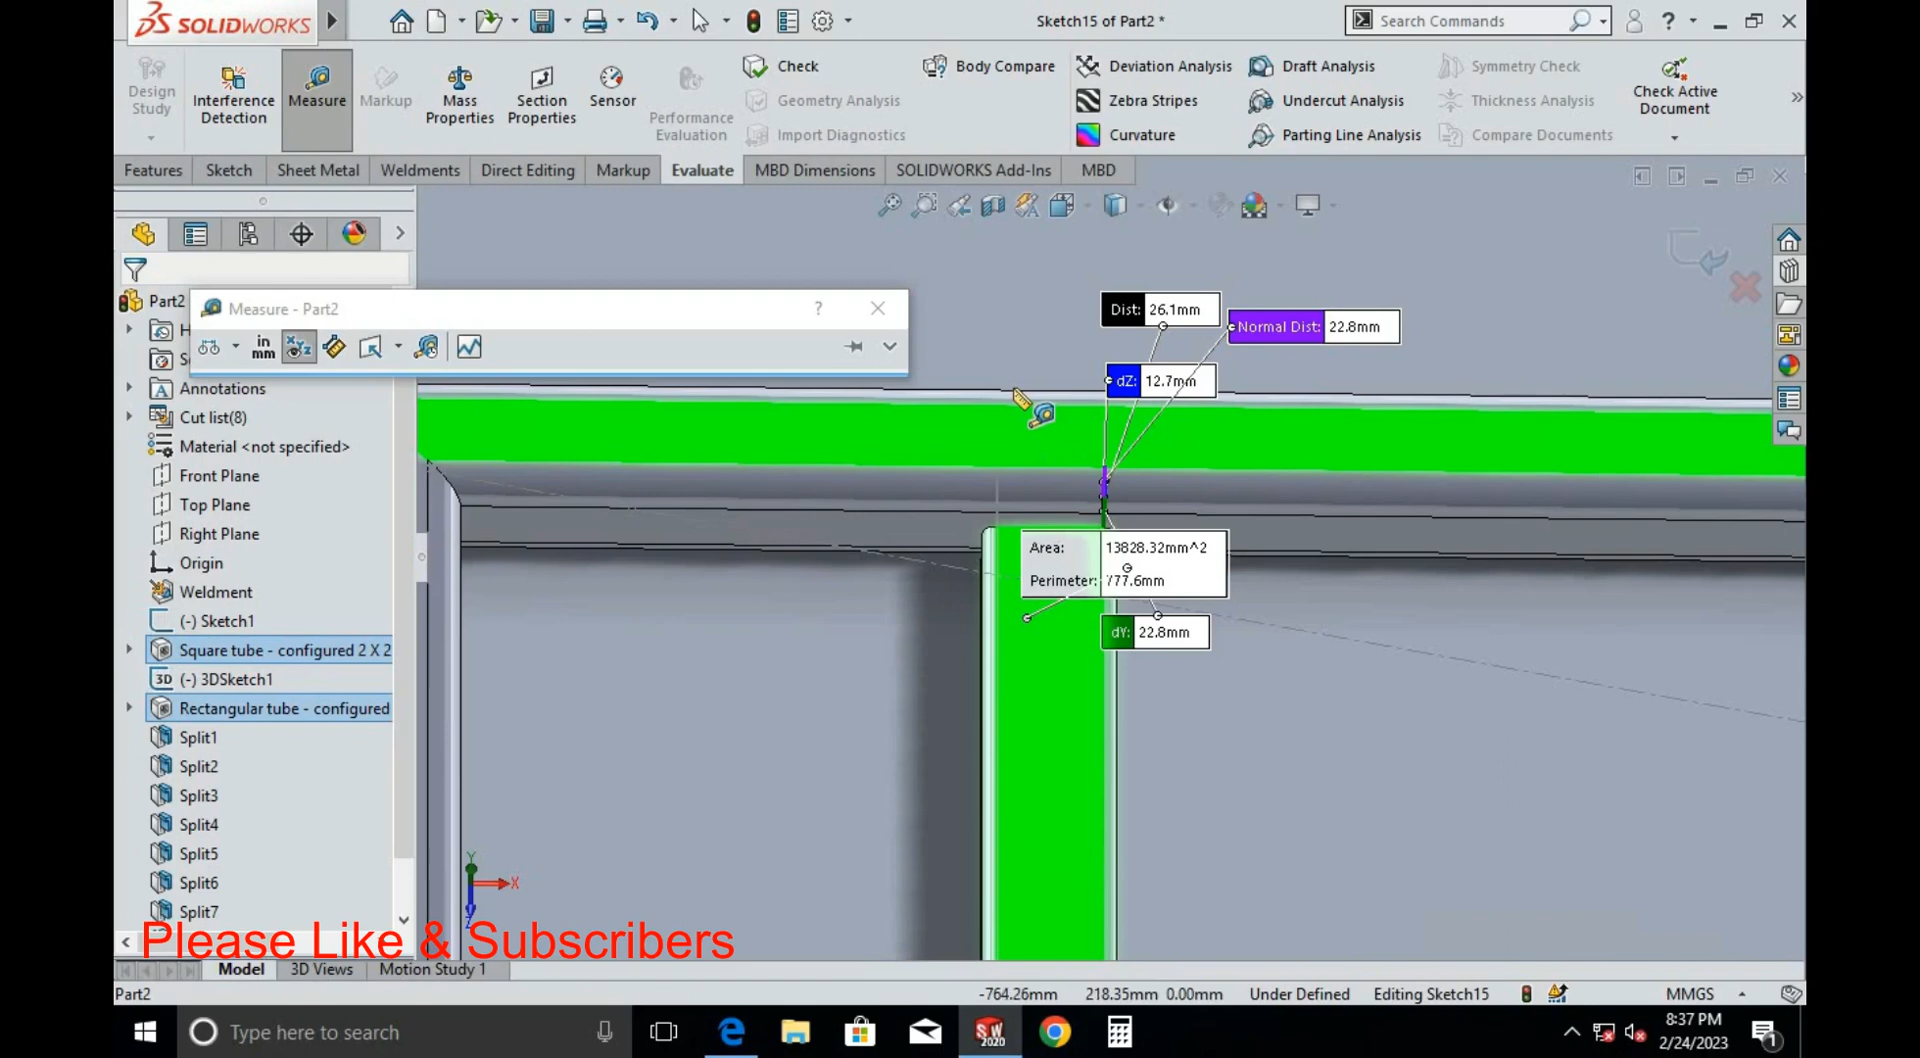 SOLIDWORKS
Sketch15 of Part2 *
Search Commands
Design Study
Interference Detection
Measure
Markup
Mass Properties
Section Properties
Sensor
Performance Evaluation
Check
Geometry Analysis
Import Diagnostics
Body Compare
Deviation Analysis
Zebra Stripes
Curvature
Draft Analysis
Undercut Analysis
Parting Line Analysis
Symmetry Check
Thickness Analysis
Compare Documents
Check Active Document
Features
Sketch
Sheet Metal
Weldments
Direct Editing
Markup
Evaluate
MBD Dimensions
SOLIDWORKS Add-Ins
MBD
Part2
Measure - Part2
in
mm
XYZ
Annotations
Cut list(8)
Material <not specified>
Front Plane
Top Plane
Right Plane
Origin
Weldment
(-) Sketch1
Square tube - configured 2 X 2
3D (-) 3DSketch1
Rectangular tube - configured
Split1
Split2
Split3
Split4
Split5
Split6
Split7
Dist: 26.1mm
Normal Dist: 22.8mm
dZ: 12.7mm
Area: 13828.32mm^2
Perimeter: 777.6mm
dY: 22.8mm
Y
X
Z
Please Like & Subscribers
Model
3D Views
Motion Study 1
Part2
-764.26mm 218.35mm 0.00mm Under Defined Editing Sketch15 MMGS
Type here to search
SW 2020
8:37 PM
2/24/2023
1